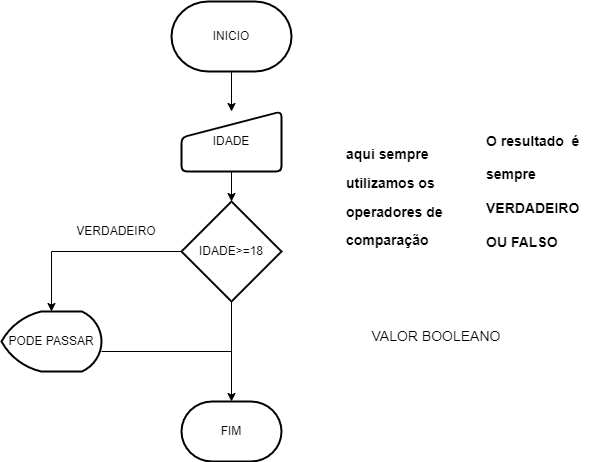 INICIO
IDADE
aqui sempre
utilizamos os
operadores de
comparação
O resultado é
sempre
VERDADEIRO
OU FALSO
VERDADEIRO
IDADE>=18
PODE PASSAR
VALOR BOOLEANO
FIM